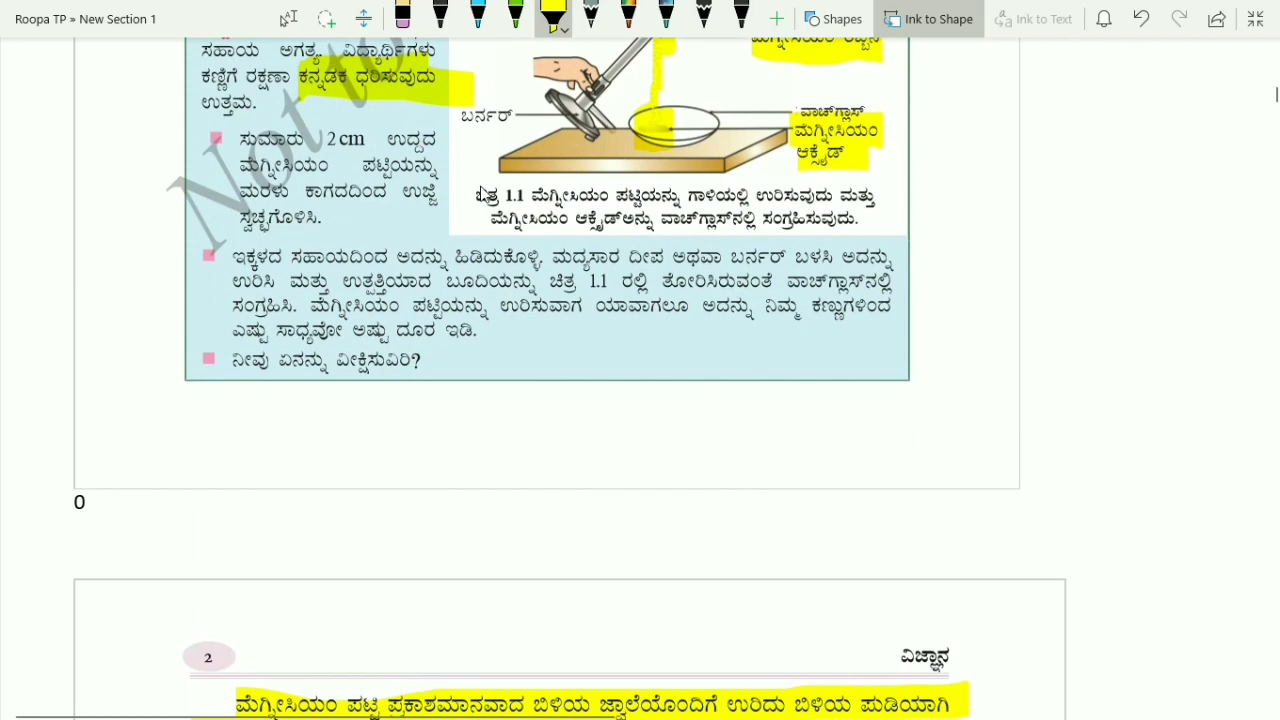 Roopa TP » New Section 1
Shapes
Ink to Shape
Ink to Text
ಸಹಾಯ ಅಗತ್ಯ. ವಿದ್ಯಾರ್ಥಿಗಳು
ಕಣ್ಣಿಗೆ ರಕ್ಷಣಾ ಕನ್ನಡಕ ಧರಿಸುವುದು
ಉತ್ತಮ.
ಸುಮಾರು 2 cm ಉದ್ದದ
ಮೆಗ್ನೀಸಿಯಂ ಪಟ್ಟಿಯನ್ನು
ಮರಳು ಕಾಗದದಿಂದ ಉಜ್ಜಿ
ಸ್ವಚ್ಛಗೊಳಿಸಿ.
ಬರ್ನರ್
ವಾಚ್‌ಗ್ಲಾಸ್
ಮೆಗ್ನೀಸಿಯಂ
ಆಕ್ಸೈಡ್
ಚಿತ್ರ 1.1 ಮೆಗ್ನೀಸಿಯಂ ಪಟ್ಟಿಯನ್ನು ಗಾಳಿಯಲ್ಲಿ ಉರಿಸುವುದು ಮತ್ತು
ಮೆಗ್ನೀಸಿಯಂ ಆಕ್ಸೈಡ್‌ಅನ್ನು ವಾಚ್‌ಗ್ಲಾಸ್‌ನಲ್ಲಿ ಸಂಗ್ರಹಿಸುವುದು.
ಇಕ್ಕಳದ ಸಹಾಯದಿಂದ ಅದನ್ನು ಹಿಡಿದುಕೊಳ್ಳಿ. ಮದ್ಯಸಾರ ದೀಪ ಅಥವಾ ಬರ್ನರ್ ಬಳಸಿ ಅದನ್ನು
ಉರಿಸಿ ಮತ್ತು ಉತ್ಪತ್ತಿಯಾದ ಬೂದಿಯನ್ನು ಚಿತ್ರ 1.1 ರಲ್ಲಿ ತೋರಿಸಿರುವಂತೆ ವಾಚ್‌ಗ್ಲಾಸ್‌ನಲ್ಲಿ
ಸಂಗ್ರಹಿಸಿ. ಮೆಗ್ನೀಸಿಯಂ ಪಟ್ಟಿಯನ್ನು ಉರಿಸುವಾಗ ಯಾವಾಗಲೂ ಅದನ್ನು ನಿಮ್ಮ ಕಣ್ಣುಗಳಿಂದ
ಎಷ್ಟು ಸಾಧ್ಯವೋ ಅಷ್ಟು ದೂರ ಇಡಿ.
ನೀವು ಏನನ್ನು ವೀಕ್ಷಿಸುವಿರಿ?
Not to
0
2
ವಿಜ್ಞಾನ
ಮೆಗ್ನೀಸಿಯಂ ಪಟ್ಟಿ ಪ್ರಕಾಶಮಾನವಾದ ಬಿಳಿಯ ಜ್ವಾಲೆಯೊಂದಿಗೆ ಉರಿದು ಬಿಳಿಯ ಪುಡಿಯಾಗಿ